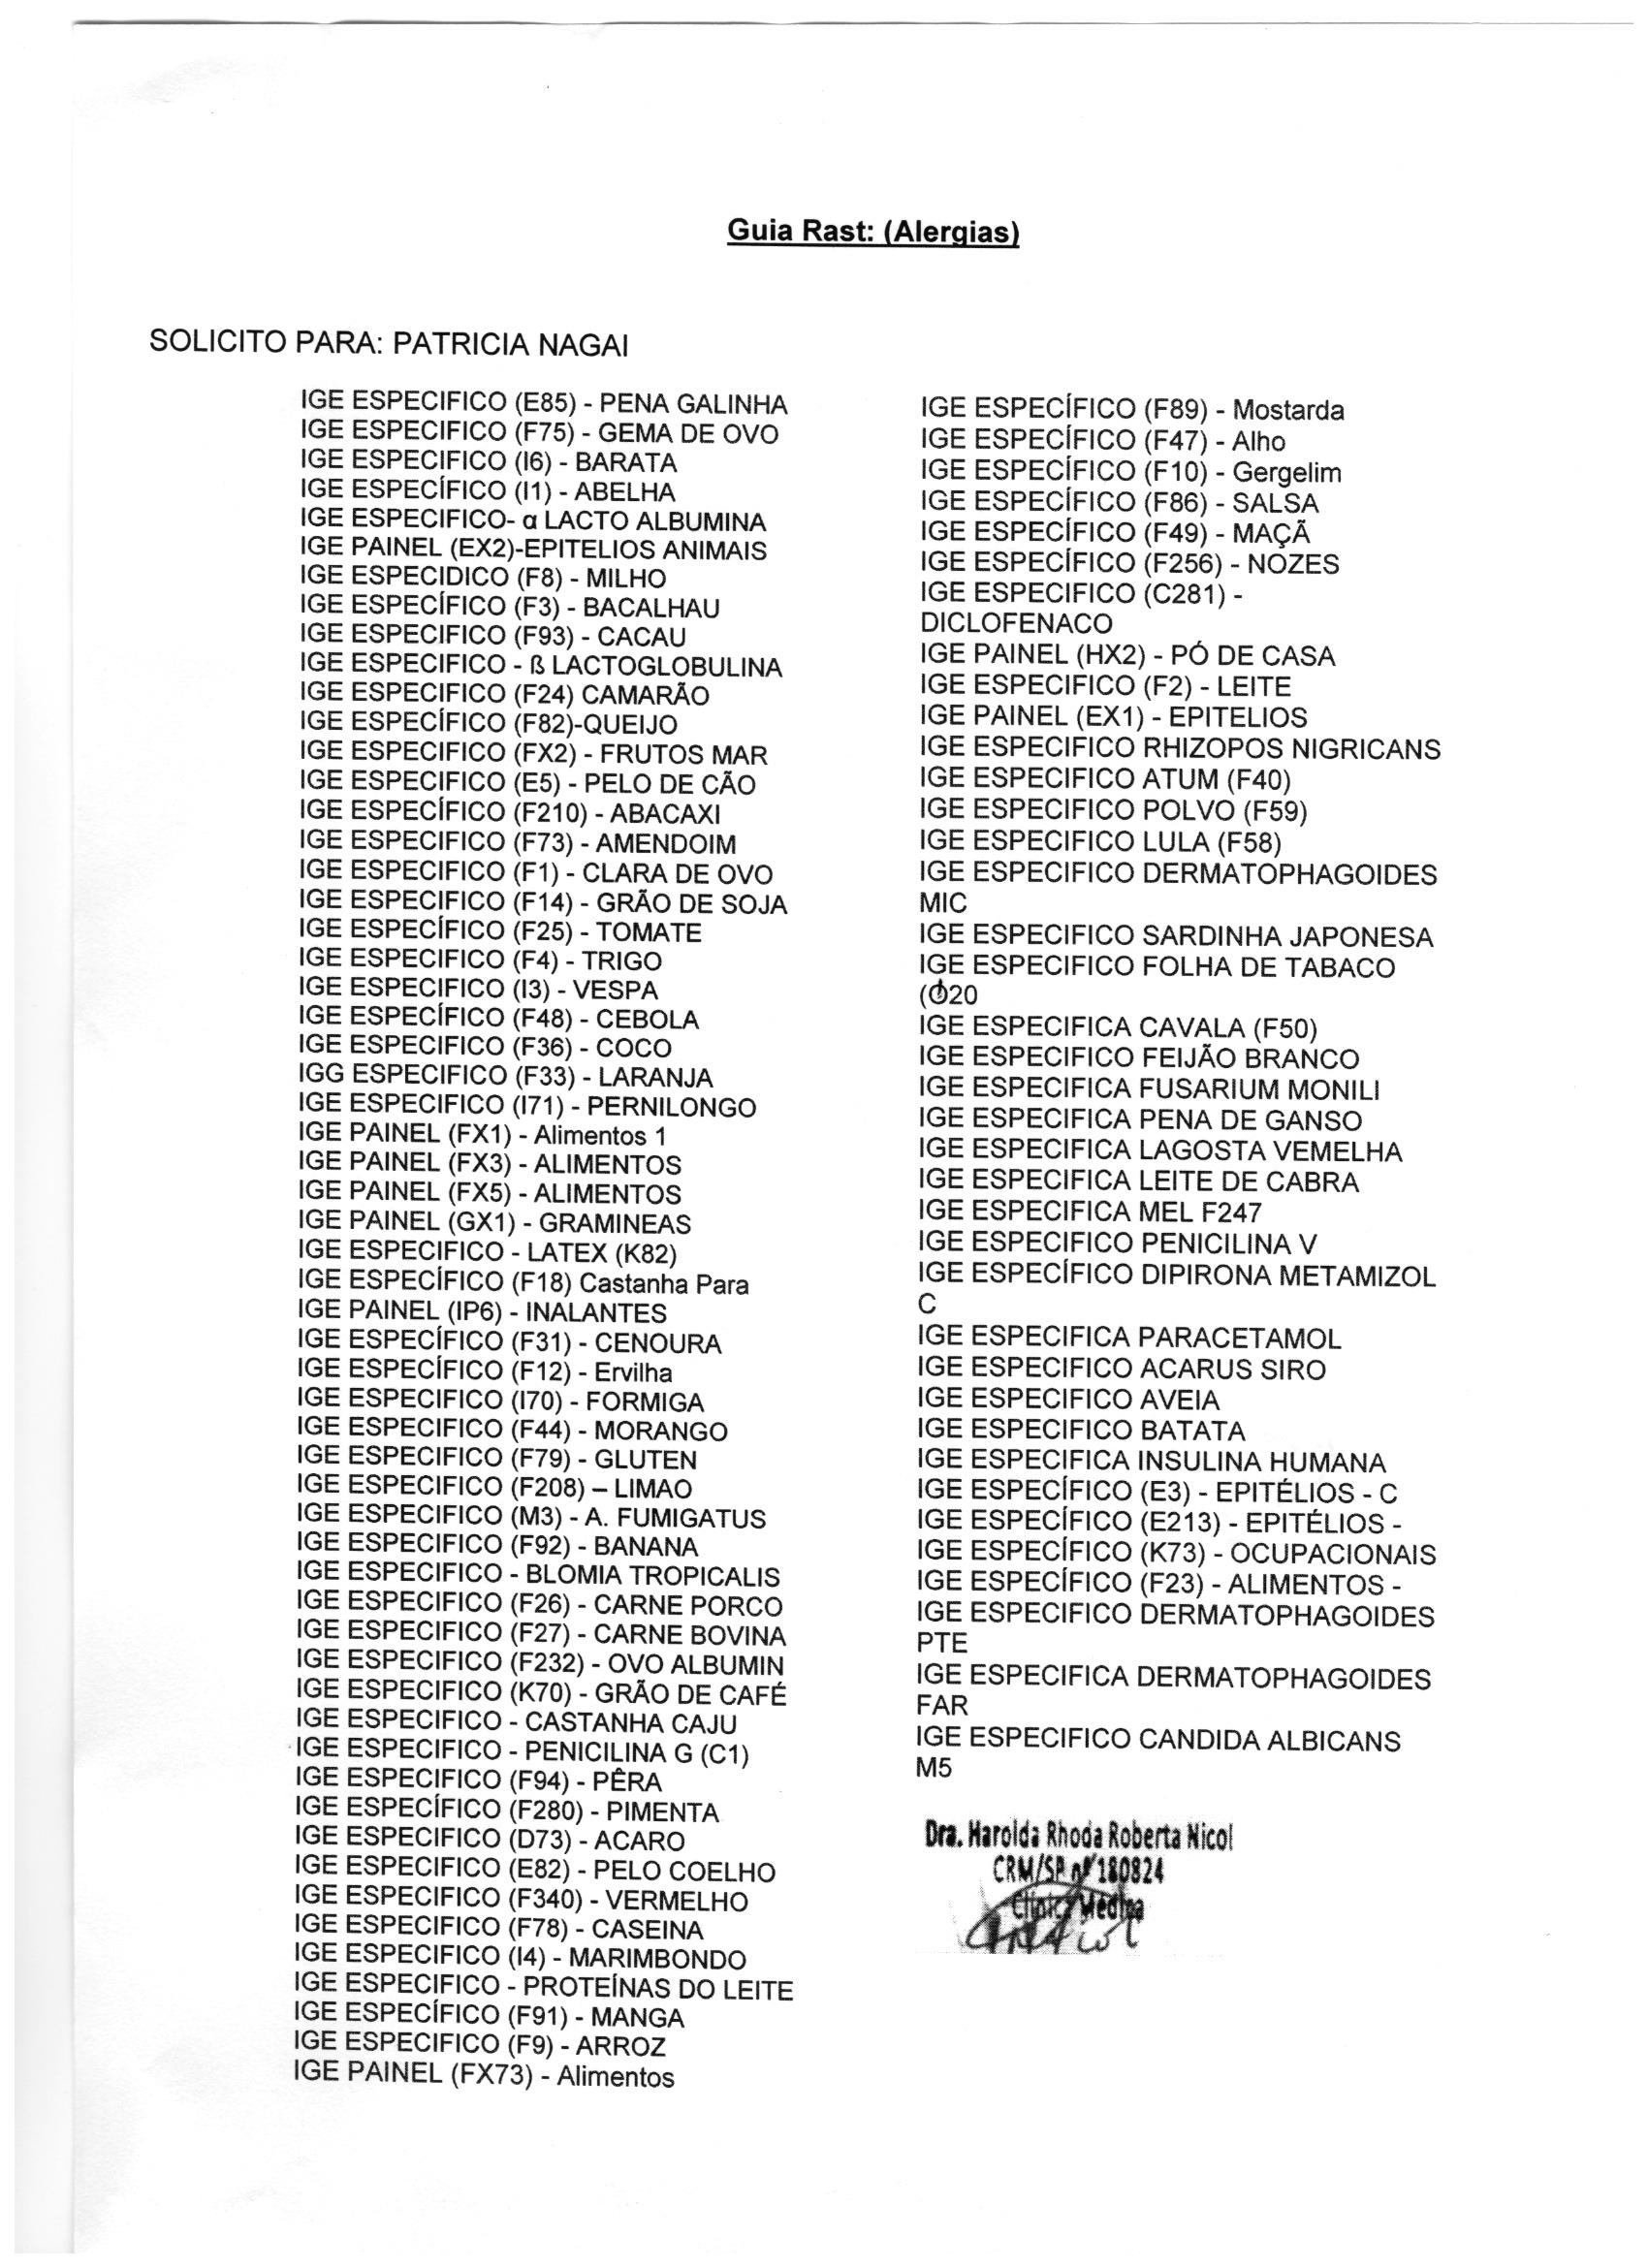 Guia Rast: (Alergias)
SOLICITO PARA: PATRICIA NAGAI
IGE ESPECIFICO (E85) - PENA GALINHA
IGE ESPECIFICO (F75) - GEMA DE OVO
IGE ESPECIFICO (I6) - BARATA
IGE ESPECÍFICO (I1) - ABELHA
IGE ESPECIFICO- α LACTO ALBUMINA
IGE PAINEL (EX2)-EPITELIOS ANIMAIS
IGE ESPECIDICO (F8) - MILHO
IGE ESPECÍFICO (F3) - BACALHAU
IGE ESPECIFICO (F93) - CACAU
IGE ESPECIFICO - ß LACTOGLOBULINA
IGE ESPECIFICO (F24) CAMARÃO
IGE ESPECÍFICO (F82)-QUEIJO
IGE ESPECIFICO (FX2) - FRUTOS MAR
IGE ESPECIFICO (E5) - PELO DE CÃO
IGE ESPECÍFICO (F210) - ABACAXI
IGE ESPECIFICO (F73) - AMENDOIM
IGE ESPECÍFICO (F1) - CLARA DE OVO
IGE ESPECIFICO (F14) - GRÃO DE SOJA
IGE ESPECÍFICO (F25) - TOMATE
IGE ESPECIFICO (F4) - TRIGO
IGE ESPECIFICO (I3) - VESPA
IGE ESPECÍFICO (F48) - CEBOLA
IGE ESPECIFICO (F36) - COCO
IGG ESPECIFICO (F33) - LARANJA
IGE ESPECIFICO (I71) - PERNILONGO
IGE PAINEL (FX1) - Alimentos 1
IGE PAINEL (FX3) - ALIMENTOS
IGE PAINEL (FX5) - ALIMENTOS
IGE PAINEL (GX1) - GRAMINEAS
IGE ESPECIFICO - LATEX (K82)
IGE ESPECÍFICO (F18) Castanha Para
IGE PAINEL (IP6) - INALANTES
IGE ESPECÍFICO (F31) - CENOURA
IGE ESPECÍFICO (F12) - Ervilha
IGE ESPECIFICO (I70) - FORMIGA
IGE ESPECIFICO (F44) - MORANGO
IGE ESPECIFICO (F79) - GLUTEN
IGE ESPECIFICO (F208) – LIMAO
IGE ESPECIFICO (M3) - A. FUMIGATUS
IGE ESPECIFICO (F92) - BANANA
IGE ESPECIFICO - BLOMIA TROPICALIS
IGE ESPECIFICO (F26) - CARNE PORCO
IGE ESPECIFICO (F27) - CARNE BOVINA
IGE ESPECIFICO (F232) - OVO ALBUMIN
IGE ESPECIFICO (K70) - GRÃO DE CAFÉ
IGE ESPECIFICO - CASTANHA CAJU
IGE ESPECIFICO - PENICILINA G (C1)
IGE ESPECIFICO (F94) - PÊRA
IGE ESPECÍFICO (F280) - PIMENTA
IGE ESPECIFICO (D73) - ACARO
IGE ESPECIFICO (E82) - PELO COELHO
IGE ESPECIFICO (F340) - VERMELHO
IGE ESPECIFICO (F78) - CASEINA
IGE ESPECIFICO (I4) - MARIMBONDO
IGE ESPECIFICO - PROTEÍNAS DO LEITE
IGE ESPECÍFICO (F91) - MANGA
IGE ESPECIFICO (F9) - ARROZ
IGE PAINEL (FX73) - Alimentos
IGE ESPECÍFICO (F89) - Mostarda
IGE ESPECÍFICO (F47) - Alho
IGE ESPECÍFICO (F10) - Gergelim
IGE ESPECÍFICO (F86) - SALSA
IGE ESPECÍFICO (F49) - MAÇÃ
IGE ESPECÍFICO (F256) - NOZES
IGE ESPECIFICO (C281) -
DICLOFENACO
IGE PAINEL (HX2) - PÓ DE CASA
IGE ESPECIFICO (F2) - LEITE
IGE PAINEL (EX1) - EPITELIOS
IGE ESPECIFICO RHIZOPOS NIGRICANS
IGE ESPECIFICO ATUM (F40)
IGE ESPECIFICO POLVO (F59)
IGE ESPECIFICO LULA (F58)
IGE ESPECIFICO DERMATOPHAGOIDES
MIC
IGE ESPECIFICO SARDINHA JAPONESA
IGE ESPECIFICO FOLHA DE TABACO
(O20
IGE ESPECIFICA CAVALA (F50)
IGE ESPECIFICO FEIJÃO BRANCO
IGE ESPECIFICA FUSARIUM MONILI
IGE ESPECIFICA PENA DE GANSO
IGE ESPECIFICA LAGOSTA VEMELHA
IGE ESPECIFICA LEITE DE CABRA
IGE ESPECIFICA MEL F247
IGE ESPECIFICO PENICILINA V
IGE ESPECÍFICO DIPIRONA METAMIZOL
C
IGE ESPECIFICA PARACETAMOL
IGE ESPECIFICO ACARUS SIRO
IGE ESPECIFICO AVEIA
IGE ESPECIFICO BATATA
IGE ESPECIFICA INSULINA HUMANA
IGE ESPECÍFICO (E3) - EPITÉLIOS - C
IGE ESPECÍFICO (E213) - EPITÉLIOS -
IGE ESPECÍFICO (K73) - OCUPACIONAIS
IGE ESPECÍFICO (F23) - ALIMENTOS -
IGE ESPECIFICO DERMATOPHAGOIDES
PTE
IGE ESPECIFICA DERMATOPHAGOIDES
FAR
IGE ESPECIFICO CANDIDA ALBICANS
M5
Dra. Harolda Rhoda Roberta Nicol
CRM/SP nº 180824
Clínica Médica